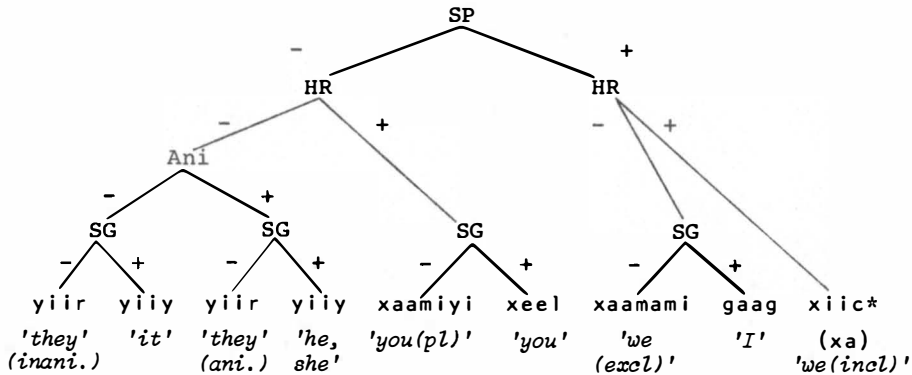 SP
- +
HR HR
- + - +
Ani
- +
SG SG SG SG
- + - + - + - +
yiir yiiy yiir yiiy xaamiyi xeel xaamami gaag xiic*
'they' 'it' 'they' 'he, 'you(pl)' 'you' 'we 'I' (xa)
(inani.) (ani.) she' (excl)' 'we(incl)'